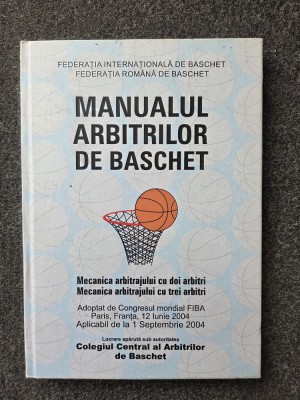 FEDERAȚIA INTERNAȚIONALĂ DE BASCHET
FEDERAȚIA ROMÂNĂ DE BASCHET
MANUALUL
ARBITRILOR
DE BASCHET
Mecanica arbitrajului cu doi arbitri
Mecanica arbitrajului cu trei arbitri
Adoptat de Congresul mondial FIBA
Paris, Franța, 12 Iunie 2004
Aplicabil de la 1 Septembrie 2004
Lucrare apărută sub autoritatea
Colegiul Central al Arbitrilor
de Baschet